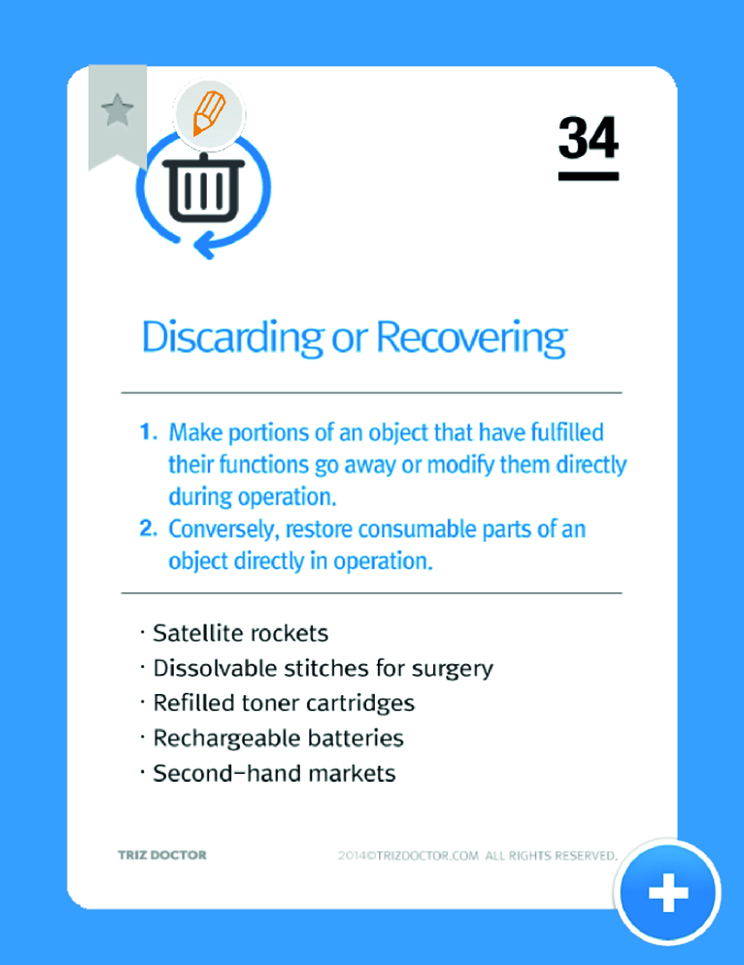 34
Discarding or Recovering
1. Make portions of an object that have fulfilled
their functions go away or modify them directly
during operation.
2. Conversely, restore consumable parts of an
object directly in operation.
· Satellite rockets
· Dissolvable stitches for surgery
· Refilled toner cartridges
· Rechargeable batteries
· Second-hand markets
TRIZ DOCTOR 2014©TRIZDOCTOR.COM ALL RIGHTS RESERVED.